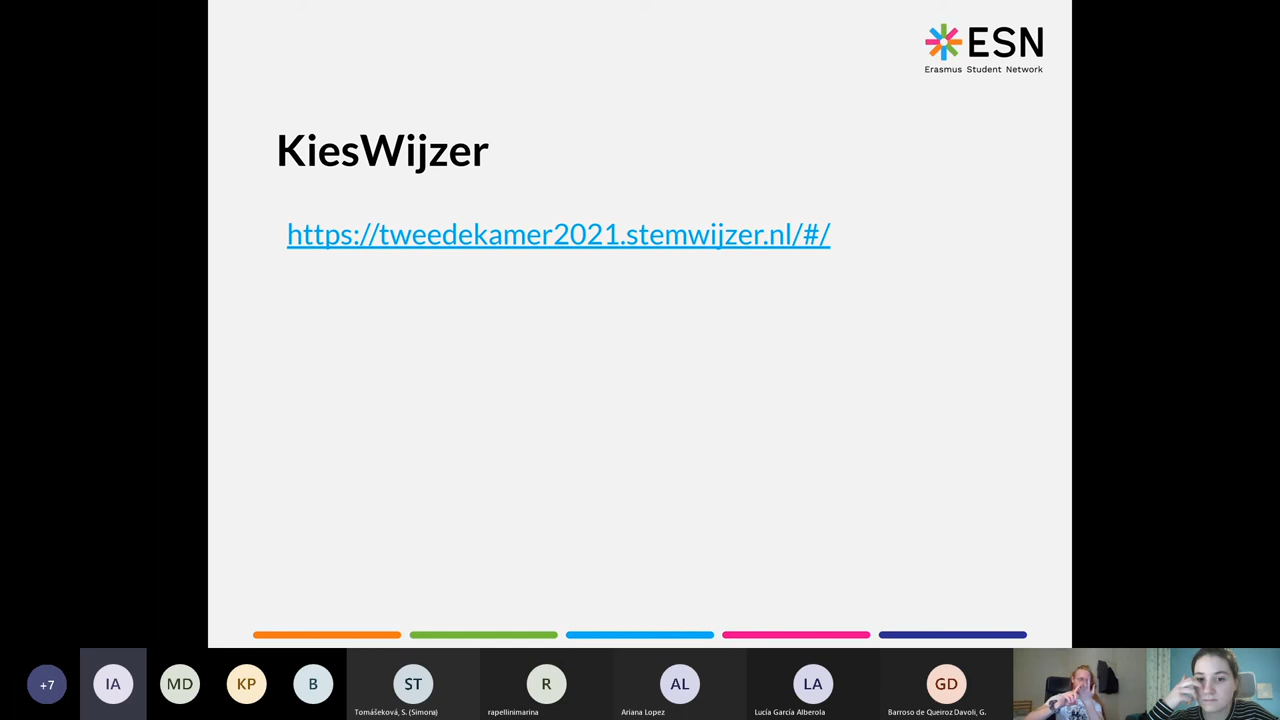 ESN
Erasmus Student Network
KiesWijzer
https://tweedekamer2021.stemwijzer.nl/#/
+7
IA
MD
KP
B
ST
R
AL
LA
GD
Tomášeková, S. (Simona)
rapellinimarina
Ariana Lopez
Lucía García Alberola
Barroso de Queiroz Davoli, G.